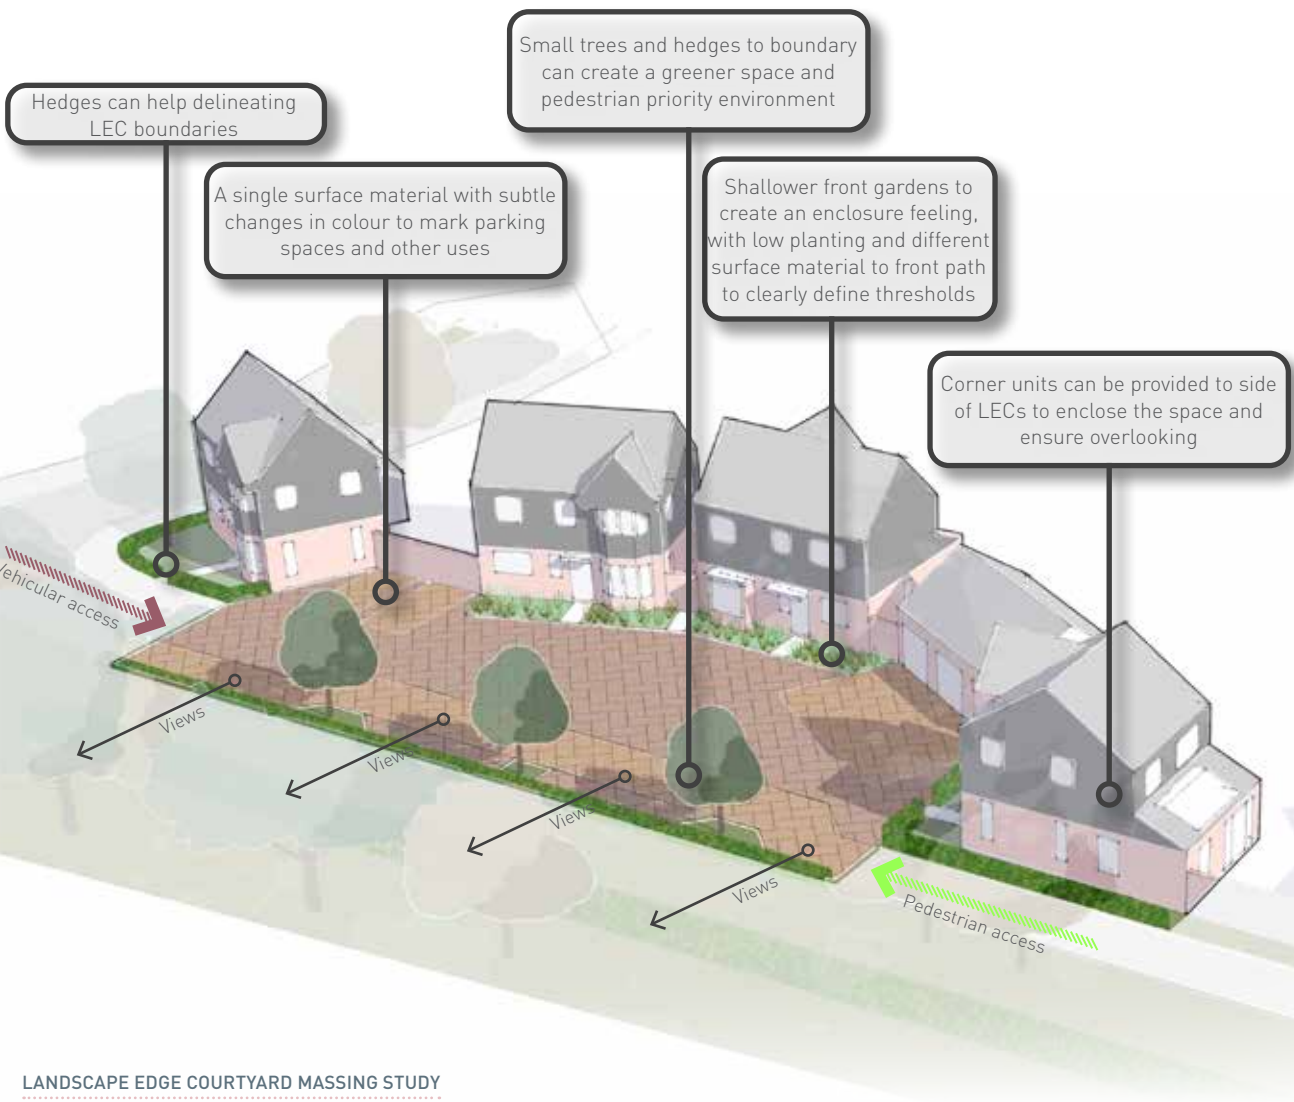 Small trees and hedges to boundary
can create a greener space and
pedestrian priority environment
Hedges can help delineating
LEC boundaries
A single surface material with subtle
changes in colour to mark parking
spaces and other uses
Shallower front gardens to
create an enclosure feeling,
with low planting and different
surface material to front path
to clearly define thresholds
Corner units can be provided to side
of LECs to enclose the space and
ensure overlooking
Vehicular access
Views
Views
Views
Views
Pedestrian access
LANDSCAPE EDGE COURTYARD MASSING STUDY